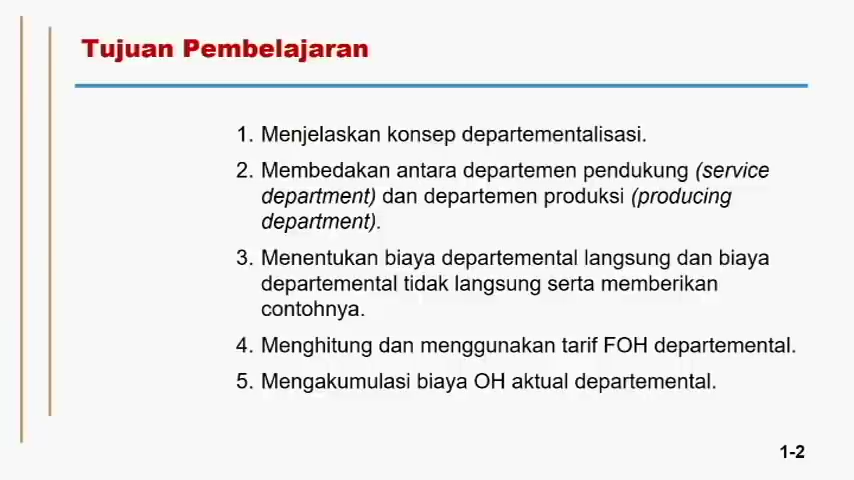 Tujuan Pembelajaran
1. Menjelaskan konsep departementalisasi.
2. Membedakan antara departemen pendukung (service
department) dan departemen produksi (producing
department).
3. Menentukan biaya departemental langsung dan biaya
departemental tidak langsung serta memberikan
contohnya.
4. Menghitung dan menggunakan tarif FOH departemental.
5. Mengakumulasi biaya OH aktual departemental.
1-2